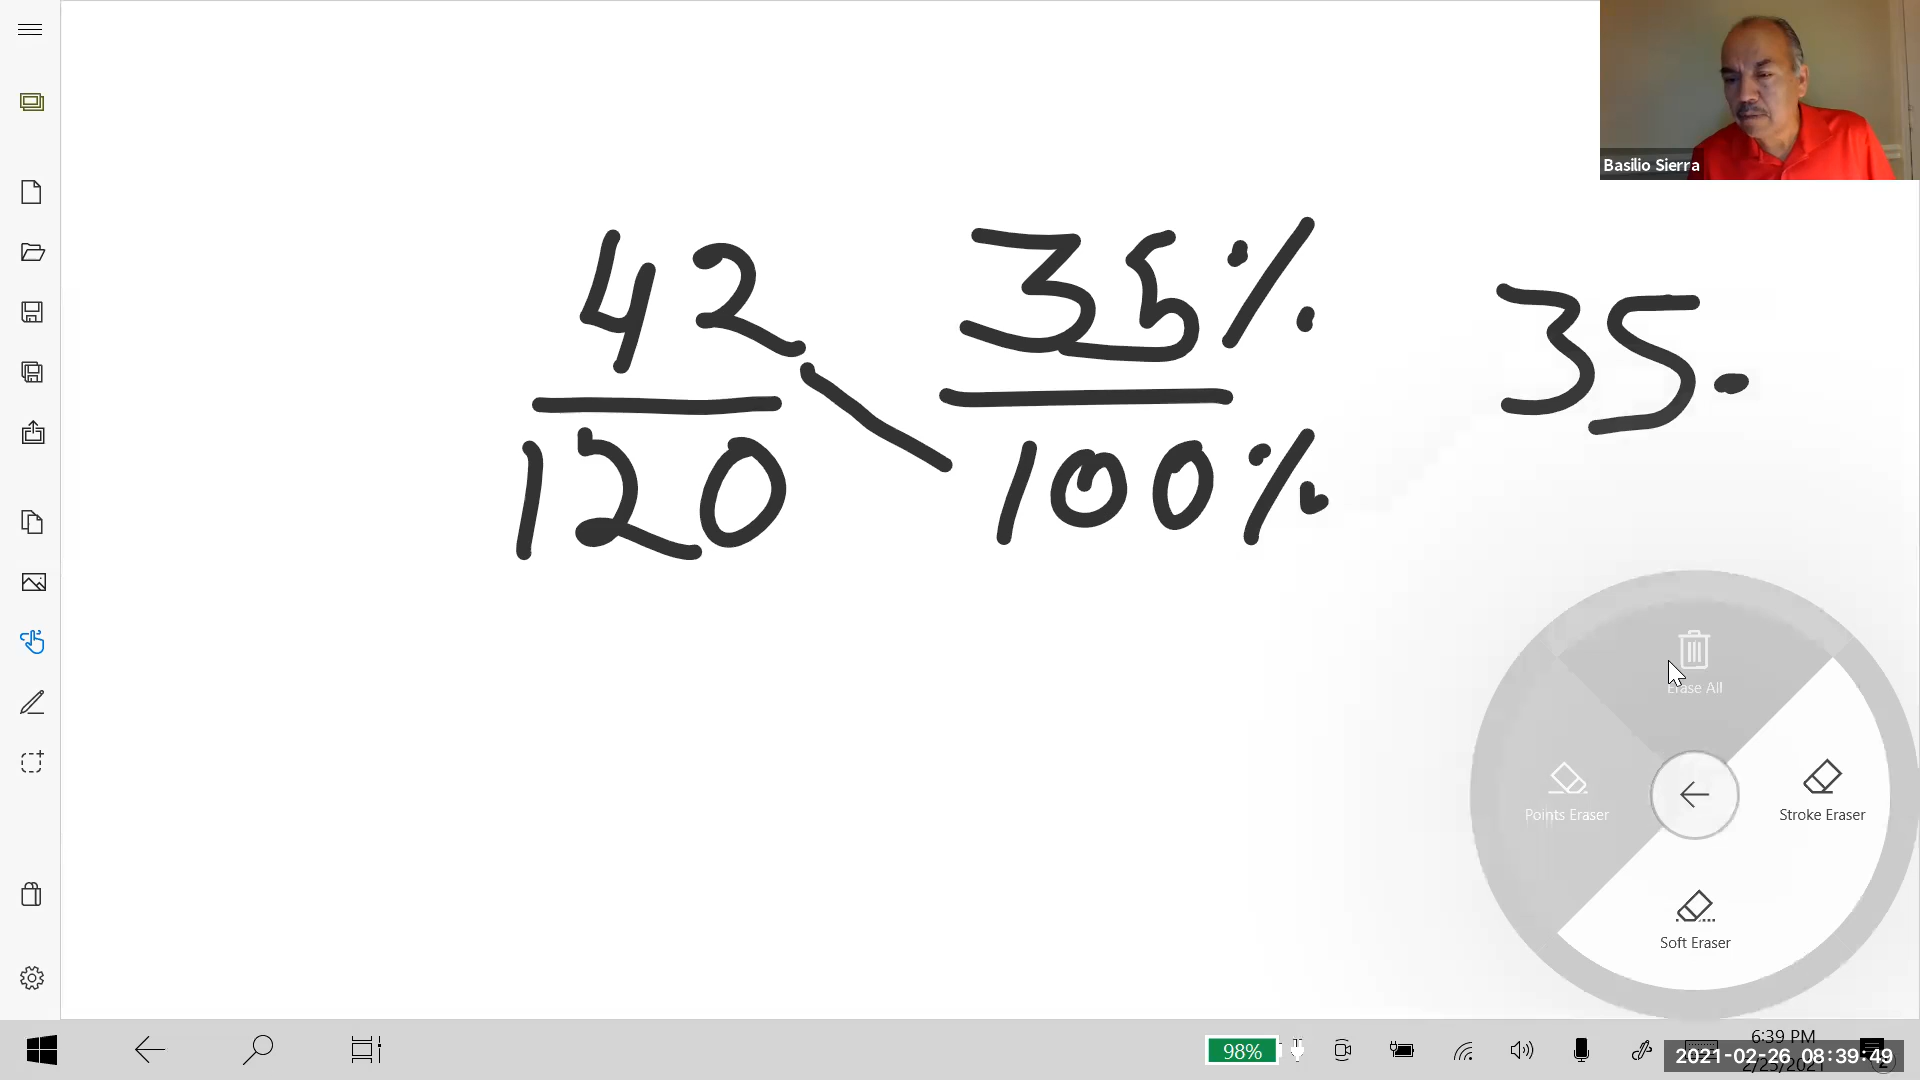 Basilio Sierra
42 35%
120 100%
35.
Erase All
Points Eraser
Stroke Eraser
Soft Eraser
98%
6:39 PM
2021-02-26 08:39:49